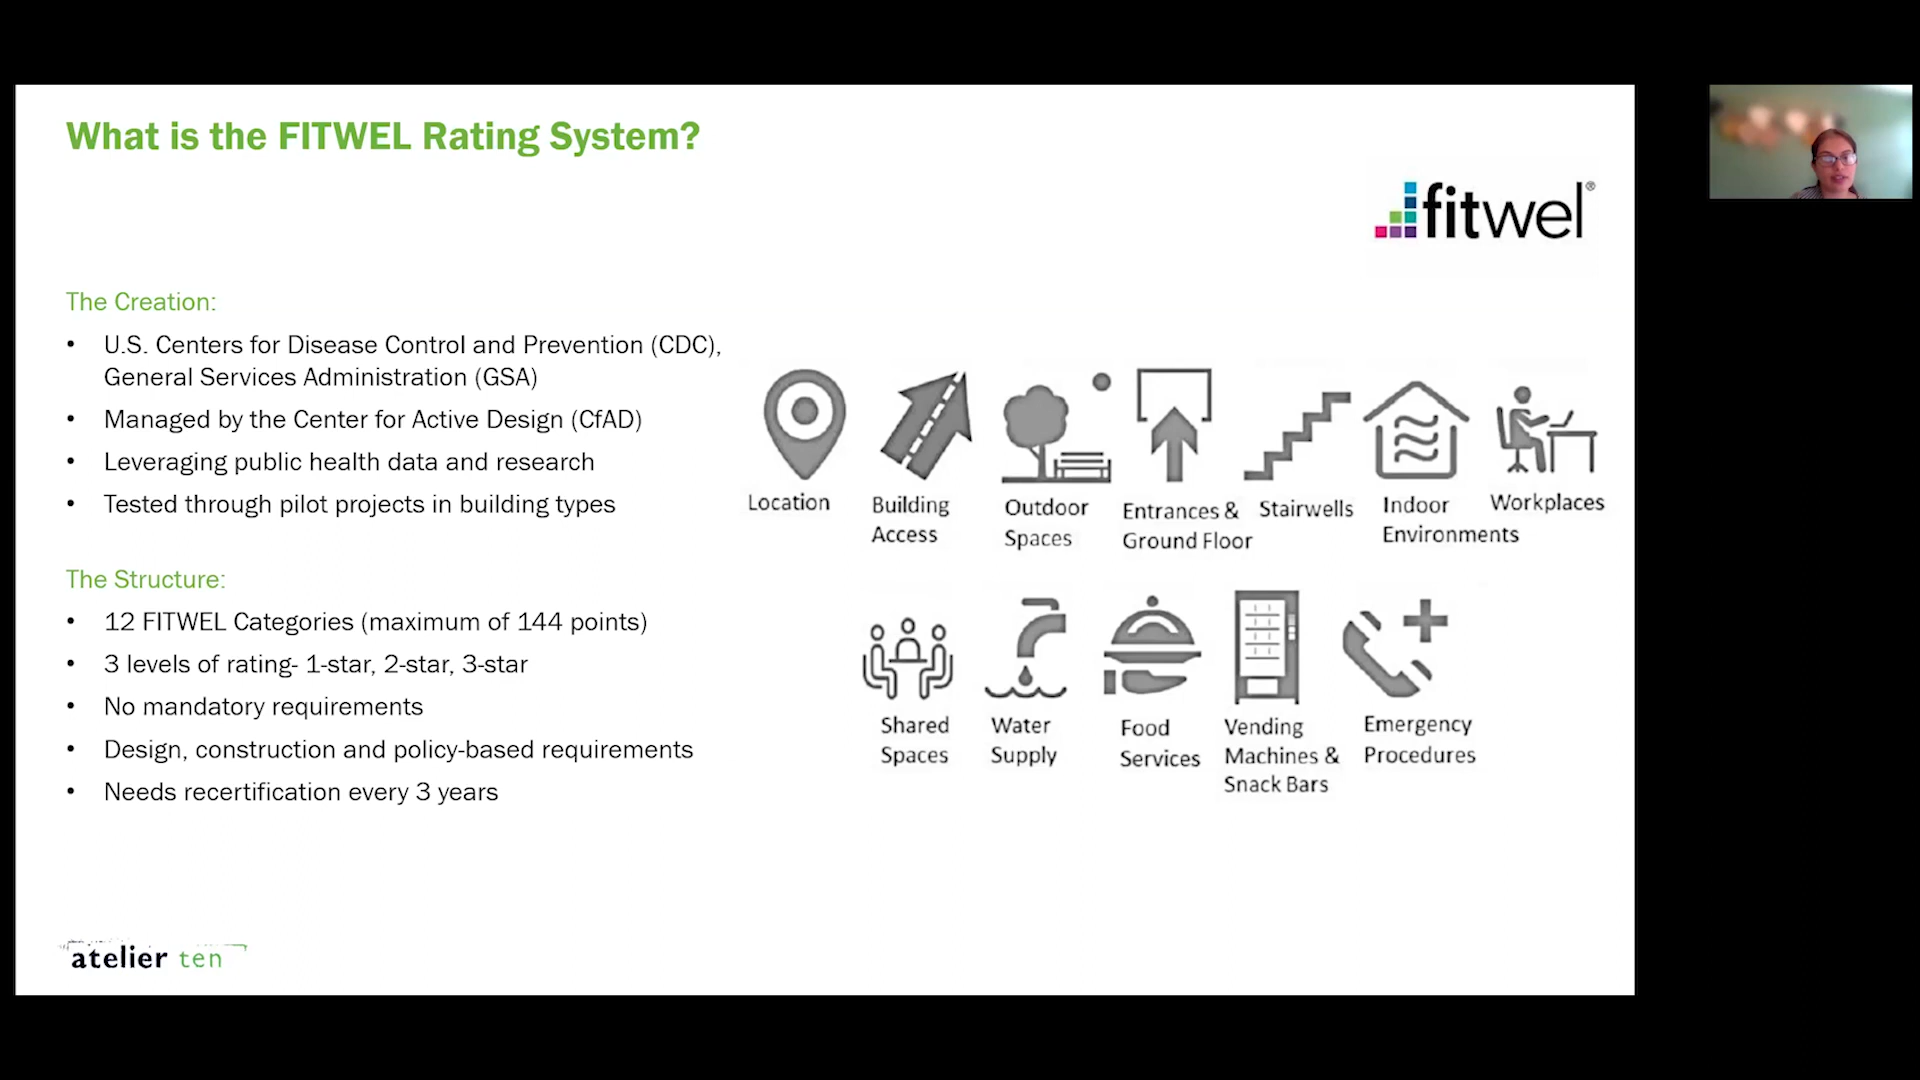 What is the FITWEL Rating System?
fitwel®
The Creation:
• U.S. Centers for Disease Control and Prevention (CDC),
General Services Administration (GSA)
• Managed by the Center for Active Design (CfAD)
• Leveraging public health data and research
• Tested through pilot projects in building types
The Structure:
• 12 FITWEL Categories (maximum of 144 points)
• 3 levels of rating- 1-star, 2-star, 3-star
• No mandatory requirements
• Design, construction and policy-based requirements
• Needs recertification every 3 years
Location
Building
Access
Outdoor
Spaces
Entrances &
Ground Floor
Stairwells
Indoor
Environments
Workplaces
Shared
Spaces
Water
Supply
Food
Services
Vending
Machines &
Snack Bars
Emergency
Procedures
atelier ten